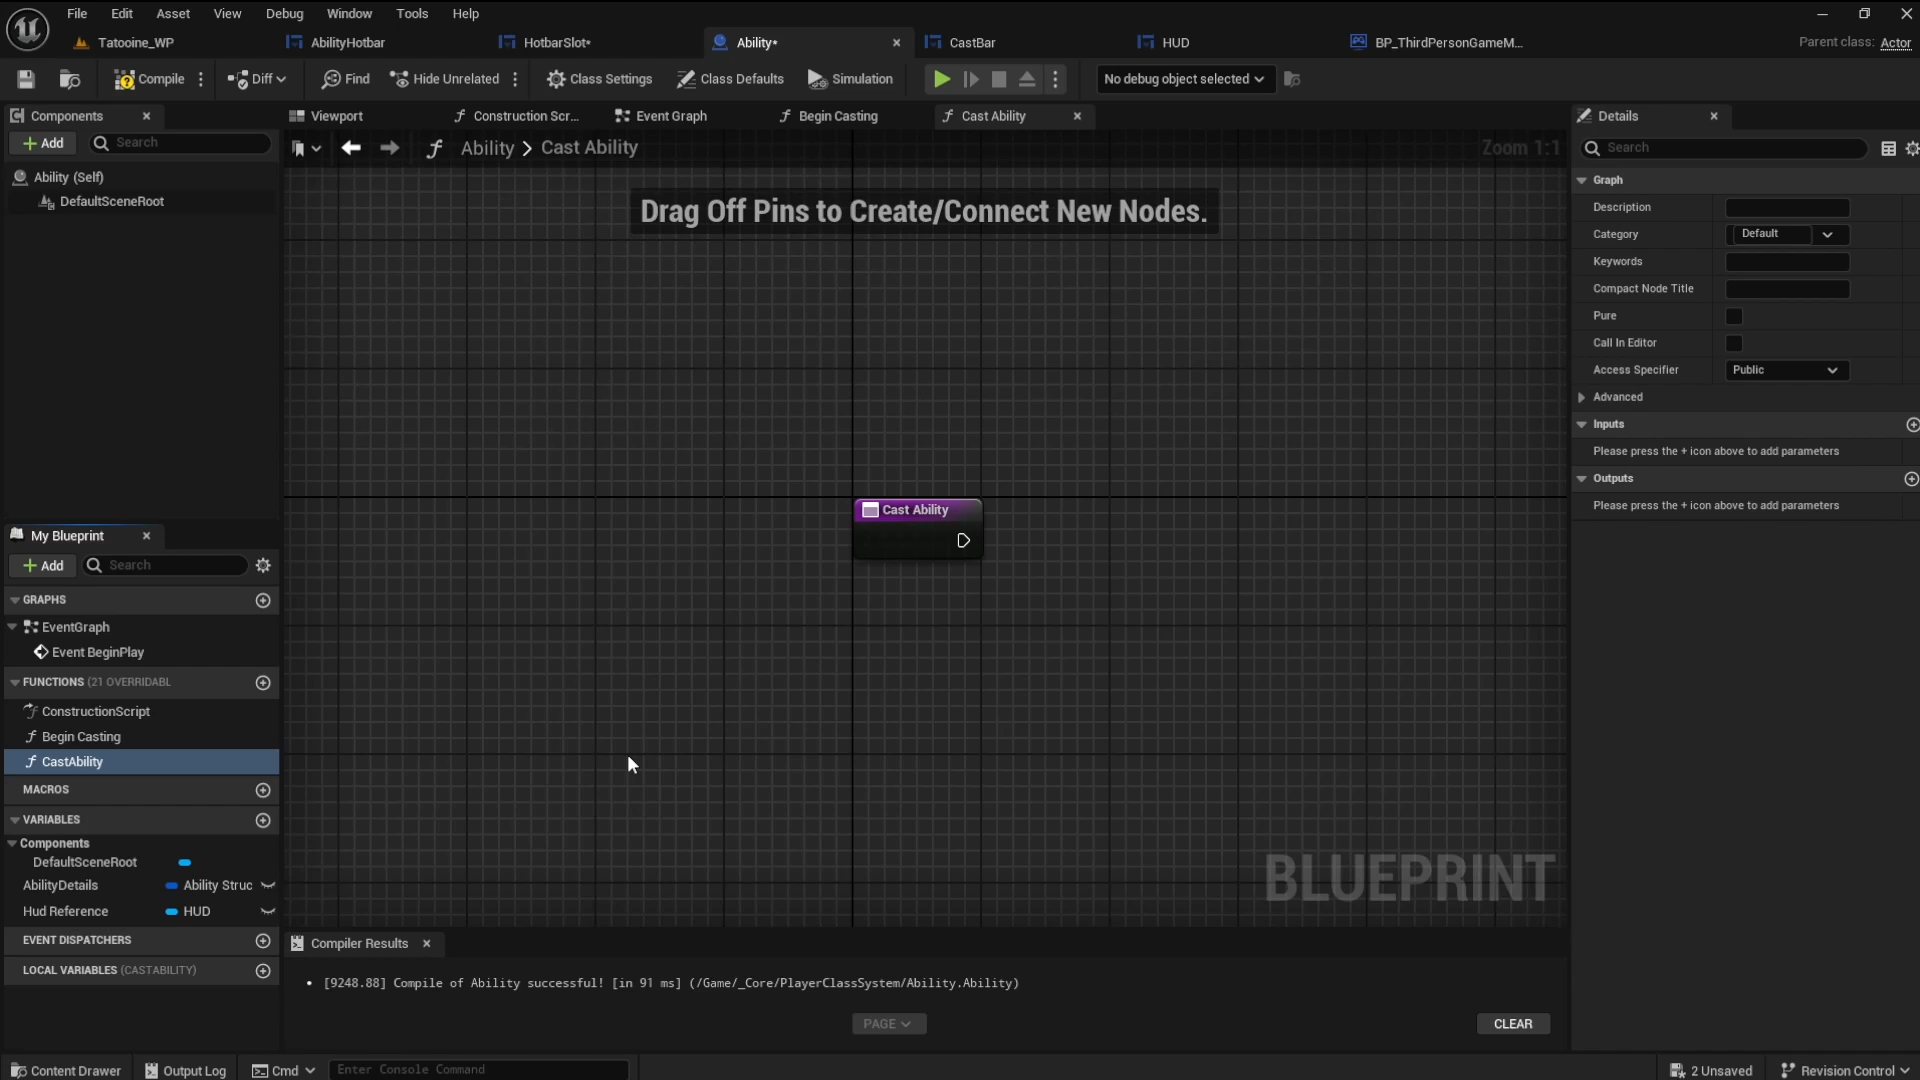 File Edit Asset View Debug Window Tools Help
Tatooine_WP AbilityHotbar HotbarSlot* Ability* CastBar HUD BP_ThirdPersonGameM... Parent class: Actor
Compile Diff Find Hide Unrelated Class Settings Class Defaults Simulation No debug object selected
Components
Add Search
Ability (Self)
DefaultSceneRoot
Viewport Construction Scr... Event Graph Begin Casting Cast Ability
Ability > Cast Ability Zoom 1:1
Drag Off Pins to Create/Connect New Nodes.
Cast Ability
BLUEPRINT
My Blueprint
Add Search
GRAPHS
EventGraph
Event BeginPlay
FUNCTIONS (21 OVERRIDABL
ConstructionScript
Begin Casting
CastAbility
MACROS
VARIABLES
Components
DefaultSceneRoot
AbilityDetails Ability Struc
Hud Reference HUD
EVENT DISPATCHERS
LOCAL VARIABLES (CASTABILITY)
Compiler Results
• [9248.88] Compile of Ability successful! [in 91 ms] (/Game/_Core/PlayerClassSystem/Ability.Ability)
PAGE CLEAR
Details
Search
Graph
Description
Category Default
Keywords
Compact Node Title
Pure
Call In Editor
Access Specifier Public
Advanced
Inputs
Please press the + icon above to add parameters
Outputs
Please press the + icon above to add parameters
Content Drawer Output Log Cmd Enter Console Command 2 Unsaved Revision Control